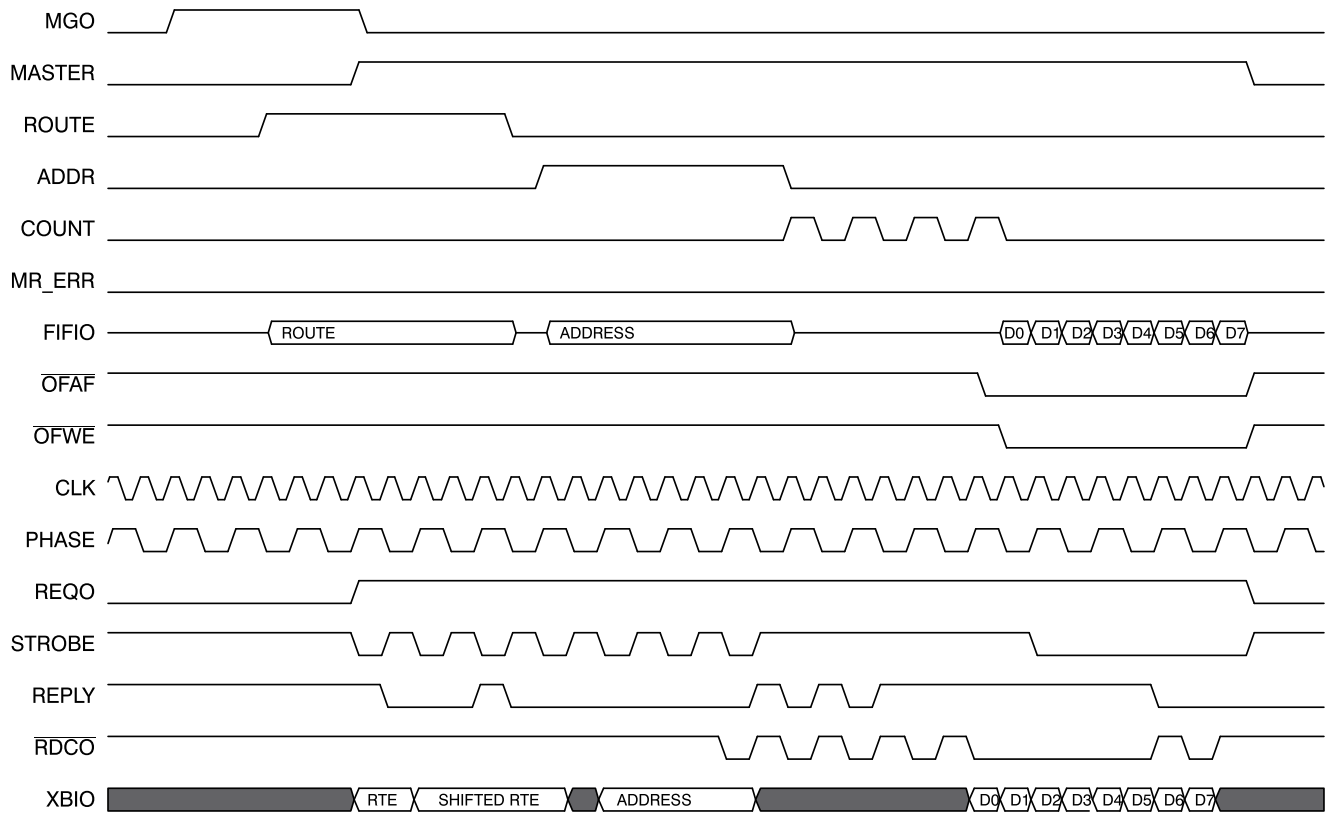 MGO
MASTER
ROUTE
ADDR
COUNT
MR_ERR
FIFIO ROUTE ADDRESS D0 D1 D2 D3 D4 D5 D6 D7
OFAF
OFWE
CLK
PHASE
REQO
STROBE
REPLY
RDCO
XBIO RTE SHIFTED RTE ADDRESS D0 D1 D2 D3 D4 D5 D6 D7